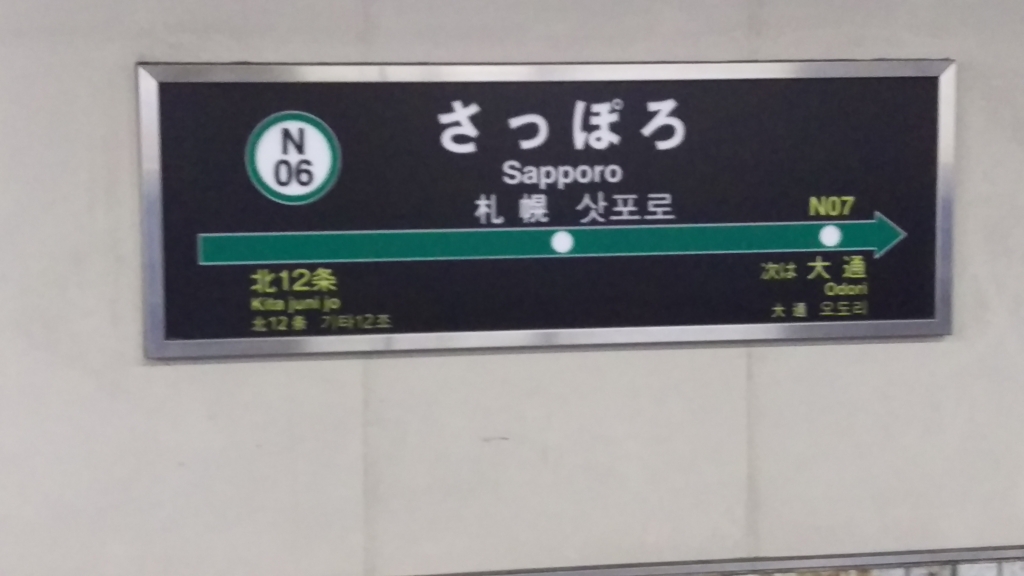 N
06
さっぽろ
Sapporo
札幌 삿포로
N07
北12条
Kita juni jo
北12条 기타12조
次は 大通
Odori
大通 오도리